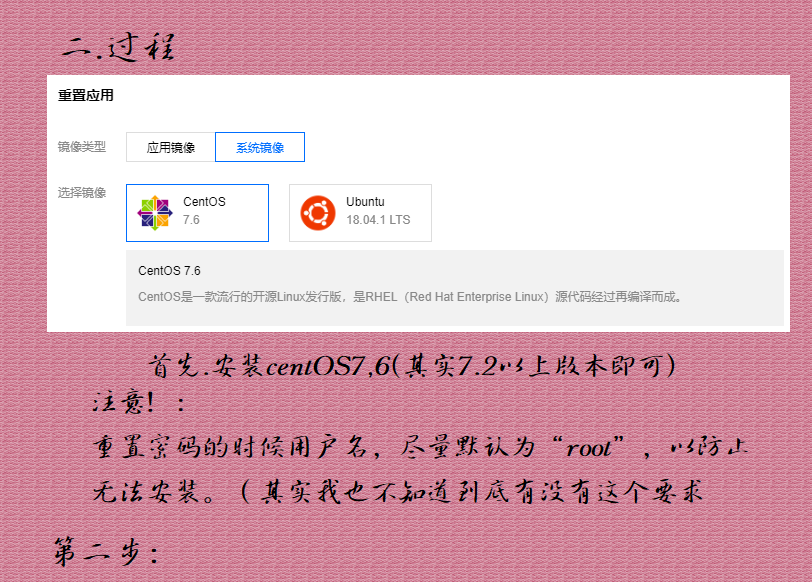 二.过程
重置应用
镜像类型 应用镜像 系统镜像
选择镜像 CentOS Ubuntu
7.6 18.04.1 LTS
CentOS 7.6
CentOS是一款流行的开源Linux发行版，是RHEL（Red Hat Enterprise Linux）源代码经过再编译而成。
首先.安装centOS7,6(其实7.2以上版本即可)
注意！：
重置密码的时候用户名，尽量默认为“root”，以防止
无法安装。（其实我也不知道到底有没有这个要求
第二步：